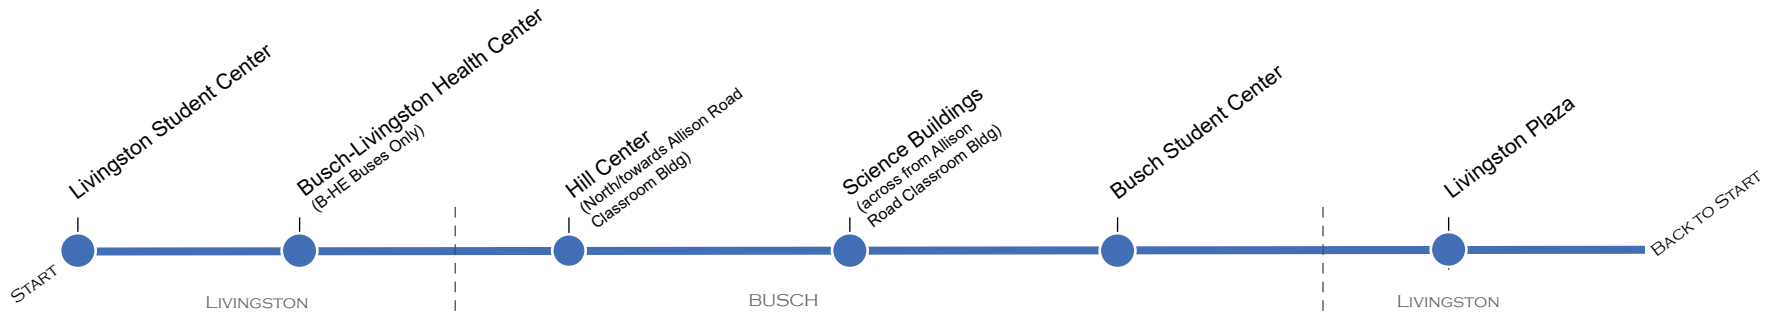 START
Livingston Student Center
Busch-Livingston Health Center
(B-HE Buses Only)
Hill Center
(North/towards Allison Road
Classroom Bldg)
Science Buildings
(across from Allison
Road Classroom Bldg)
Busch Student Center
Livingston Plaza
BACK TO START
LIVINGSTON
BUSCH
LIVINGSTON